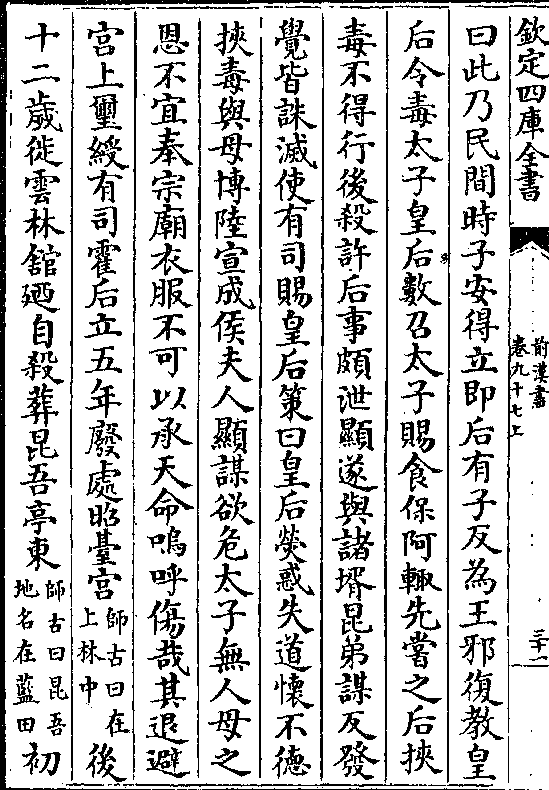 欽定四庫全書
前漢書
卷九十七上
三十一
曰此乃民間時子安得立即后有子反為王邪復教皇
后令毒太子皇后數召太子賜食保阿輒先嘗之后挾
毒不得行後殺許后事頗泄顯遂與諸壻昆弟謀反發
覺皆誅滅使有司賜皇后策曰皇后熒惑失道懷不德
挾毒與母博陸宣成侯夫人顯謀欲危太子無人母之
恩不宜奉宗廟衣服不可以承天命嗚呼傷哉其退避
宮上璽綬有司霍后立五年廢處昭臺宮師古曰在上林中後
十二歲徙雲林館廼自殺葬昆吾亭東師古曰昆吾地名在藍田初